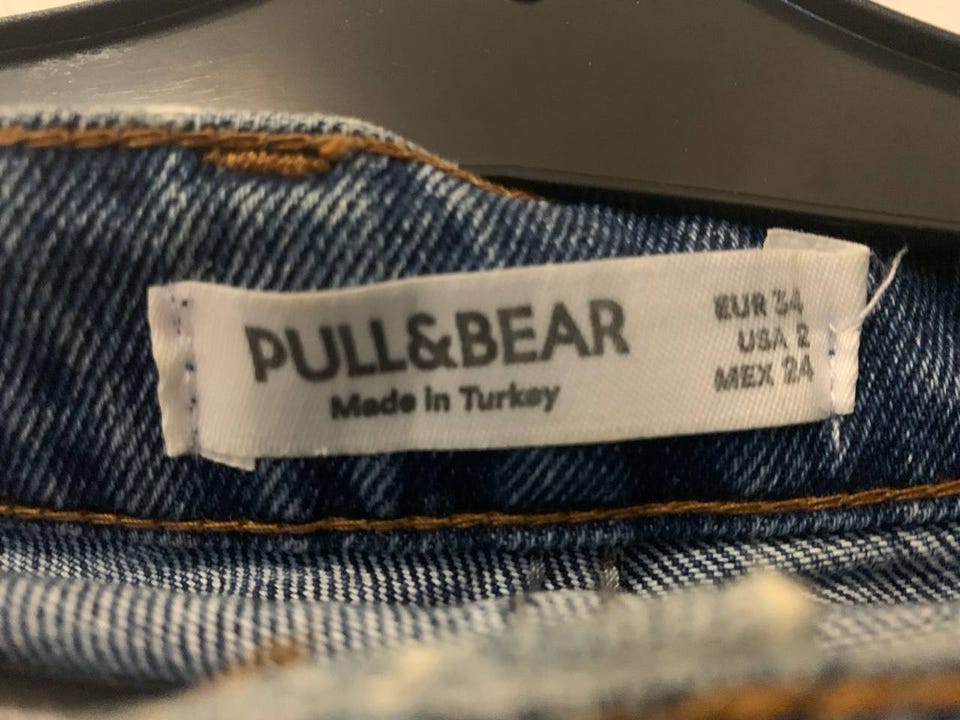 PULL&BEAR
Made in Turkey
EUR 34
USA 2
MEX 24